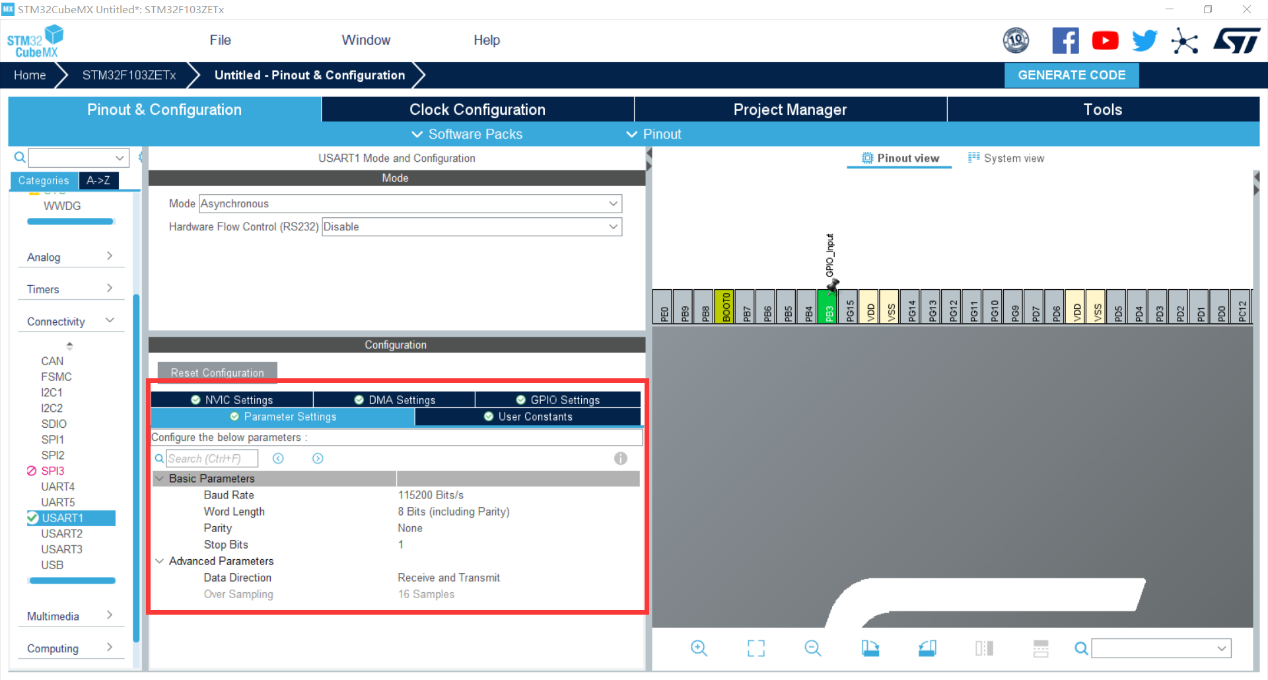 MX STM32CubeMX Untitled*: STM32F103ZETx
STM32 CubeMX
File Window Help
10
Home STM32F103ZETx Untitled - Pinout & Configuration GENERATE CODE
Pinout & Configuration Clock Configuration Project Manager Tools
Software Packs Pinout
Categories A->Z
WWDG
Analog
Timers
Connectivity
CAN
FSMC
I2C1
I2C2
SDIO
SPI1
SPI2
SPI3
UART4
UART5
USART1
USART2
USART3
USB
Multimedia
Computing
USART1 Mode and Configuration
Mode
Mode Asynchronous
Hardware Flow Control (RS232) Disable
Configuration
Reset Configuration
NVIC Settings DMA Settings GPIO Settings
Parameter Settings User Constants
Configure the below parameters :
Search (Ctrl+F)
Basic Parameters
Baud Rate 115200 Bits/s
Word Length 8 Bits (including Parity)
Parity None
Stop Bits 1
Advanced Parameters
Data Direction Receive and Transmit
Over Sampling 16 Samples
Pinout view System view
GPIO_Input
PE0 PB9 PB8 BOOT0 PB7 PB6 PB5 PB4 PB3 PG15 VDD VSS PG14 PG13 PG12 PG11 PG10 PG9 PD7 PD6 VDD VSS PD5 PD4 PD3 PD2 PD1 PD0 PC12